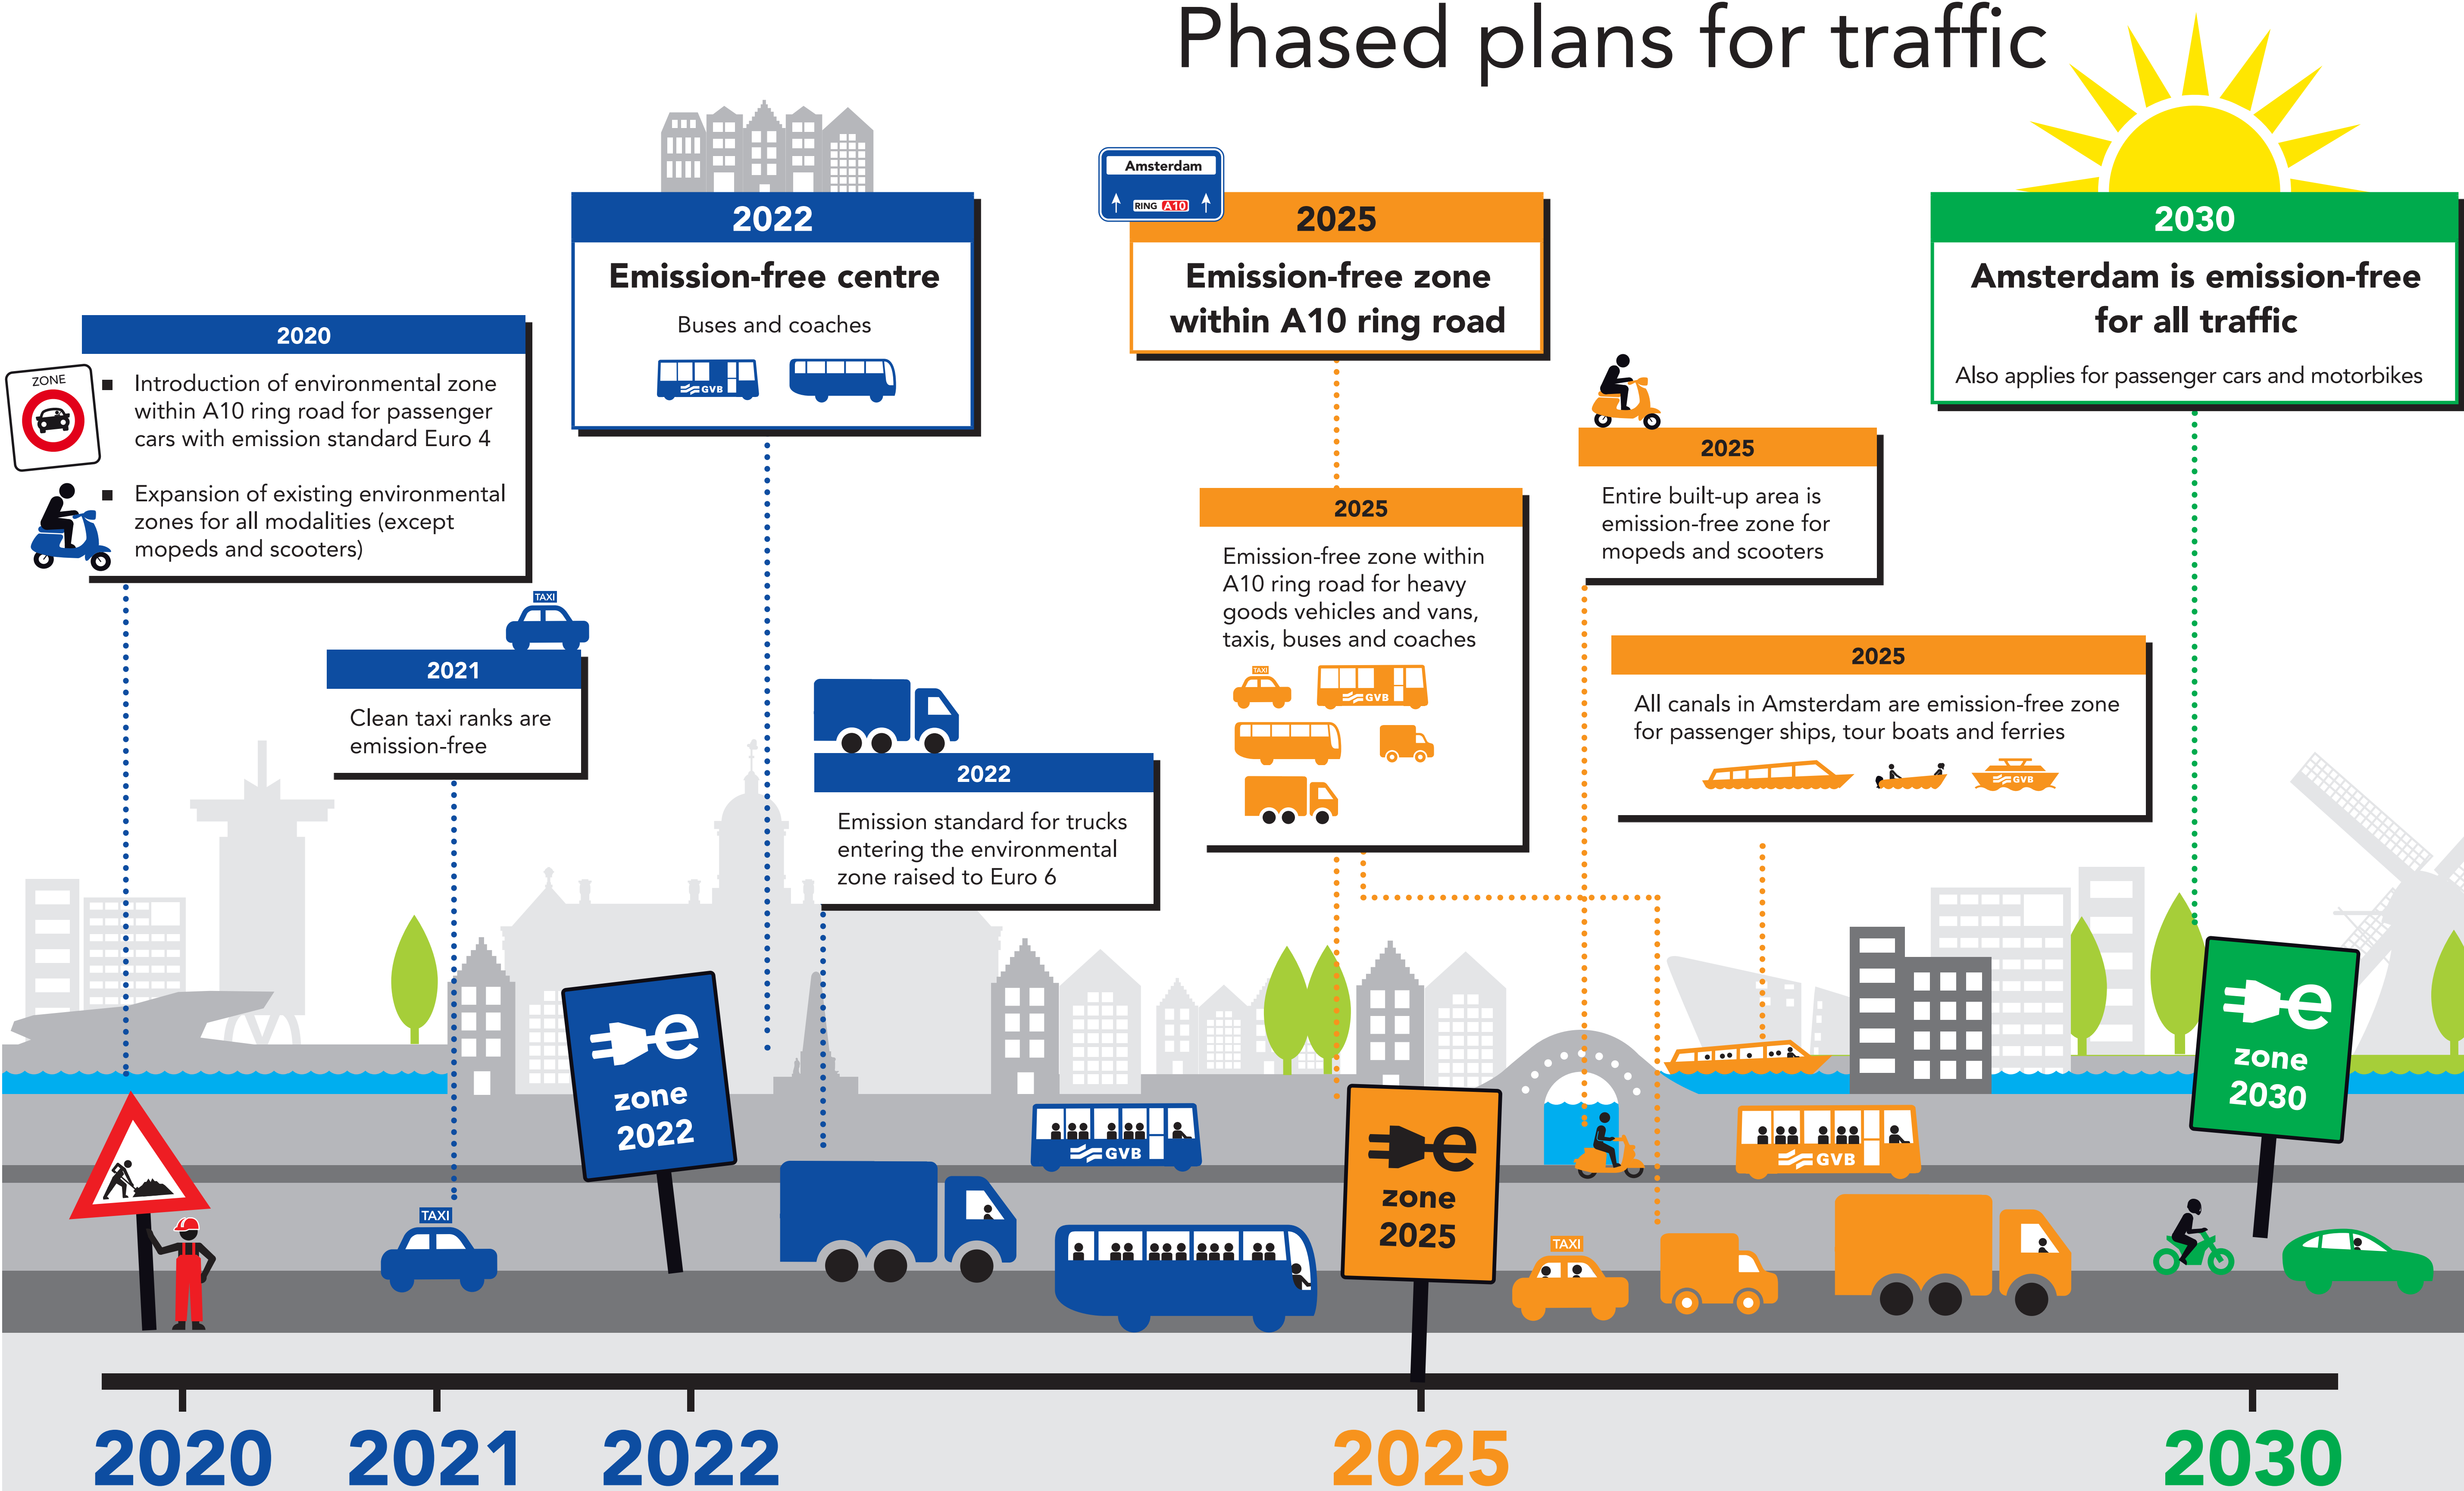 Phased plans for traffic
ZONE
2020
Introduction of environmental zone
within A10 ring road for passenger
cars with emission standard Euro 4
Expansion of existing environmental
zones for all modalities (except
mopeds and scooters)
TAXI
2021
Clean taxi ranks are
emission-free
2022
Emission-free centre
Buses and coaches
GVB
2022
Emission standard for trucks
entering the environmental
zone raised to Euro 6
Amsterdam
RING A10
2025
Emission-free zone
within A10 ring road
2025
Emission-free zone within
A10 ring road for heavy
goods vehicles and vans,
taxis, buses and coaches
TAXI
GVB
2025
Entire built-up area is
emission-free zone for
mopeds and scooters
2025
All canals in Amsterdam are emission-free zone
for passenger ships, tour boats and ferries
GVB
2030
Amsterdam is emission-free
for all traffic
Also applies for passenger cars and motorbikes
TAXI
e
zone
2022
GVB
e
zone
2025
TAXI
GVB
e
zone
2030
2020
2021
2022
2025
2030